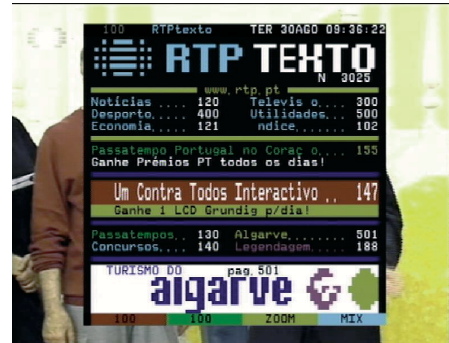 100 RTPtexto TER 30AGO 09:36:22
RTP TEXTO
N 3025
www.rtp.pt
Notícias .... 120 Televis o.... 300
Desporto.... 400 Utilidades... 500
Economia.... 121 ndice....... 102
Passatempo Portugal no Coraç o.... 155
Ganhe Prémios PT todos os dias!
Um Contra Todos Interactivo .. 147
Ganhe 1 LCD Grundig p/dia!
Passatempos.. 130 Algarve........ 501
Concursos.... 140 Legendagem..... 188
TURISMO DO pag. 501
algarve
100 100 ZOOM MIX